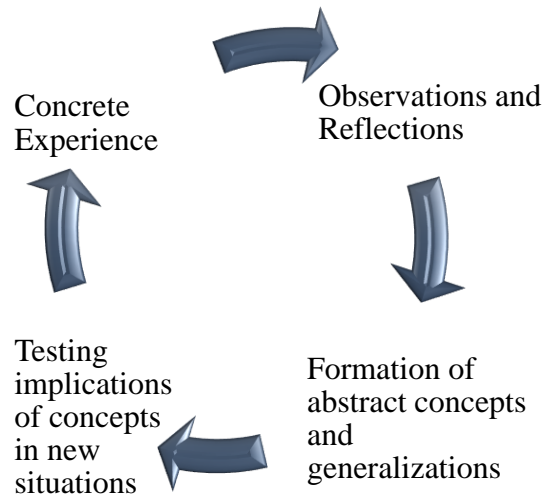 Concrete
Experience
Observations and
Reflections
Formation of
abstract concepts
and
generalizations
Testing
implications
of concepts
in new
situations